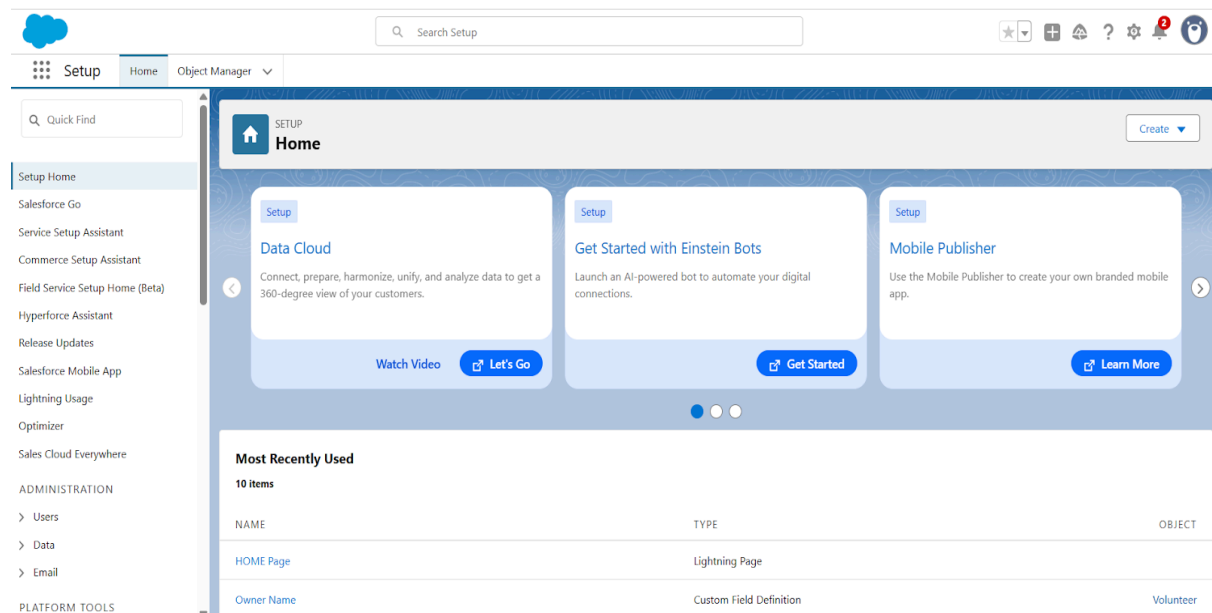 Search Setup
2
Setup
Home
Object Manager
Quick Find
Setup Home
Salesforce Go
Service Setup Assistant
Commerce Setup Assistant
Field Service Setup Home (Beta)
Hyperforce Assistant
Release Updates
Salesforce Mobile App
Lightning Usage
Optimizer
Sales Cloud Everywhere
ADMINISTRATION
Users
Data
Email
PLATFORM TOOLS
SETUP
Home
Create
Setup
Data Cloud
Connect, prepare, harmonize, unify, and analyze data to get a
360-degree view of your customers.
Watch Video
Let's Go
Setup
Get Started with Einstein Bots
Launch an AI-powered bot to automate your digital
connections.
Get Started
Setup
Mobile Publisher
Use the Mobile Publisher to create your own branded mobile
app.
Learn More
Most Recently Used
10 items
NAME TYPE OBJECT
HOME Page Lightning Page
Owner Name Custom Field Definition Volunteer